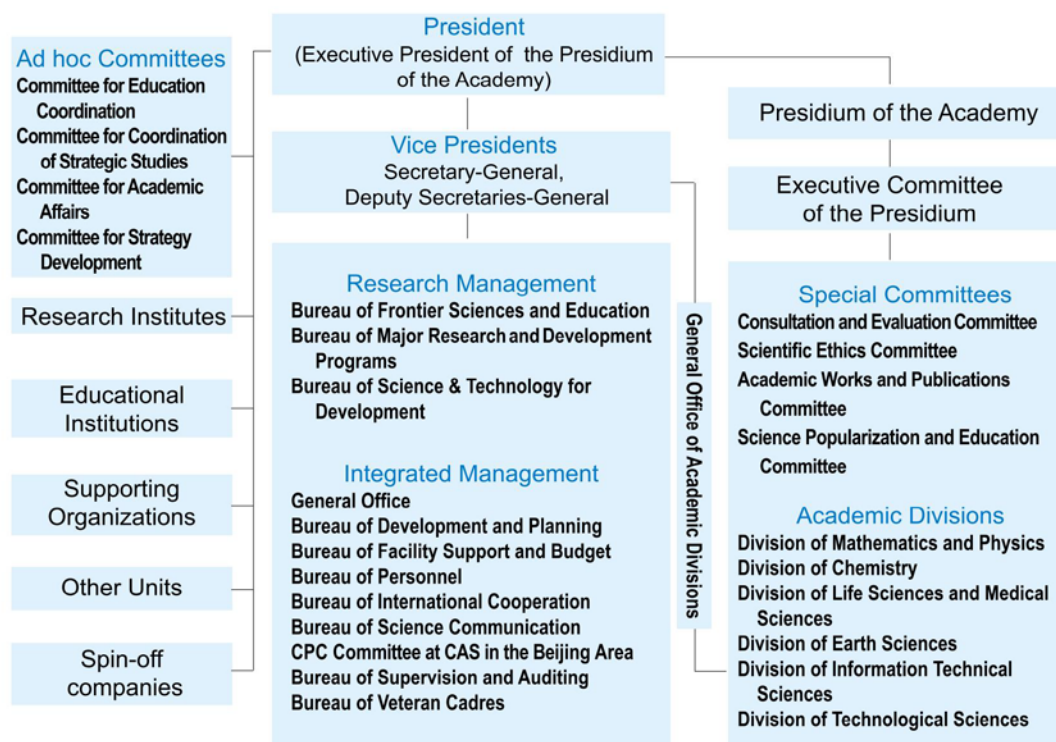 President
(Executive President of the Presidium
of the Academy)
Ad hoc Committees
Committee for Education
Coordination
Committee for Coordination
of Strategic Studies
Committee for Academic
Affairs
Committee for Strategy
Development
Research Institutes
Educational
Institutions
Supporting
Organizations
Other Units
Spin-off
companies
Vice Presidents
Secretary-General,
Deputy Secretaries-General
Research Management
Bureau of Frontier Sciences and Education
Bureau of Major Research and Development
Programs
Bureau of Science & Technology for
Development
Integrated Management
General Office
Bureau of Development and Planning
Bureau of Facility Support and Budget
Bureau of Personnel
Bureau of International Cooperation
Bureau of Science Communication
CPC Committee at CAS in the Beijing Area
Bureau of Supervision and Auditing
Bureau of Veteran Cadres
General Office of Academic Divisions
Presidium of the Academy
Executive Committee
of the Presidium
Special Committees
Consultation and Evaluation Committee
Scientific Ethics Committee
Academic Works and Publications
Committee
Science Popularization and Education
Committee
Academic Divisions
Division of Mathematics and Physics
Division of Chemistry
Division of Life Sciences and Medical
Sciences
Division of Earth Sciences
Division of Information Technical
Sciences
Division of Technological Sciences